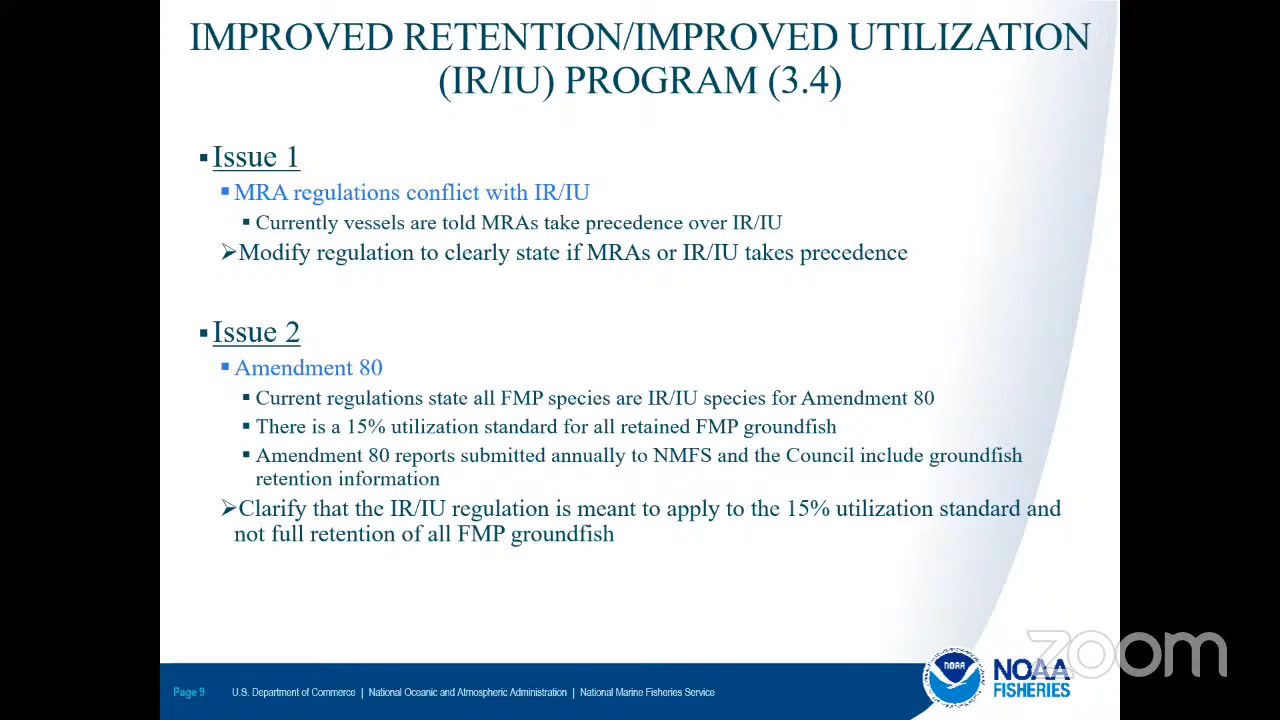 IMPROVED RETENTION/IMPROVED UTILIZATION
(IR/IU) PROGRAM (3.4)
Issue 1
MRA regulations conflict with IR/IU
Currently vessels are told MRAs take precedence over IR/IU
Modify regulation to clearly state if MRAs or IR/IU takes precedence
Issue 2
Amendment 80
Current regulations state all FMP species are IR/IU species for Amendment 80
There is a 15% utilization standard for all retained FMP groundfish
Amendment 80 reports submitted annually to NMFS and the Council include groundfish
retention information
Clarify that the IR/IU regulation is meant to apply to the 15% utilization standard and
not full retention of all FMP groundfish
zoom
NOAA
NOAA
FISHERIES
Page 9 U.S. Department of Commerce | National Oceanic and Atmospheric Administration | National Marine Fisheries Service